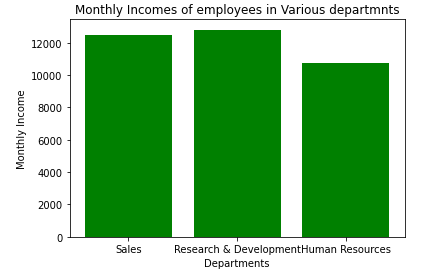 Monthly Incomes of employees in Various departmnts
12000
10000
8000
6000
4000
2000
0
Monthly Income
Sales Research & Development Human Resources
Departments